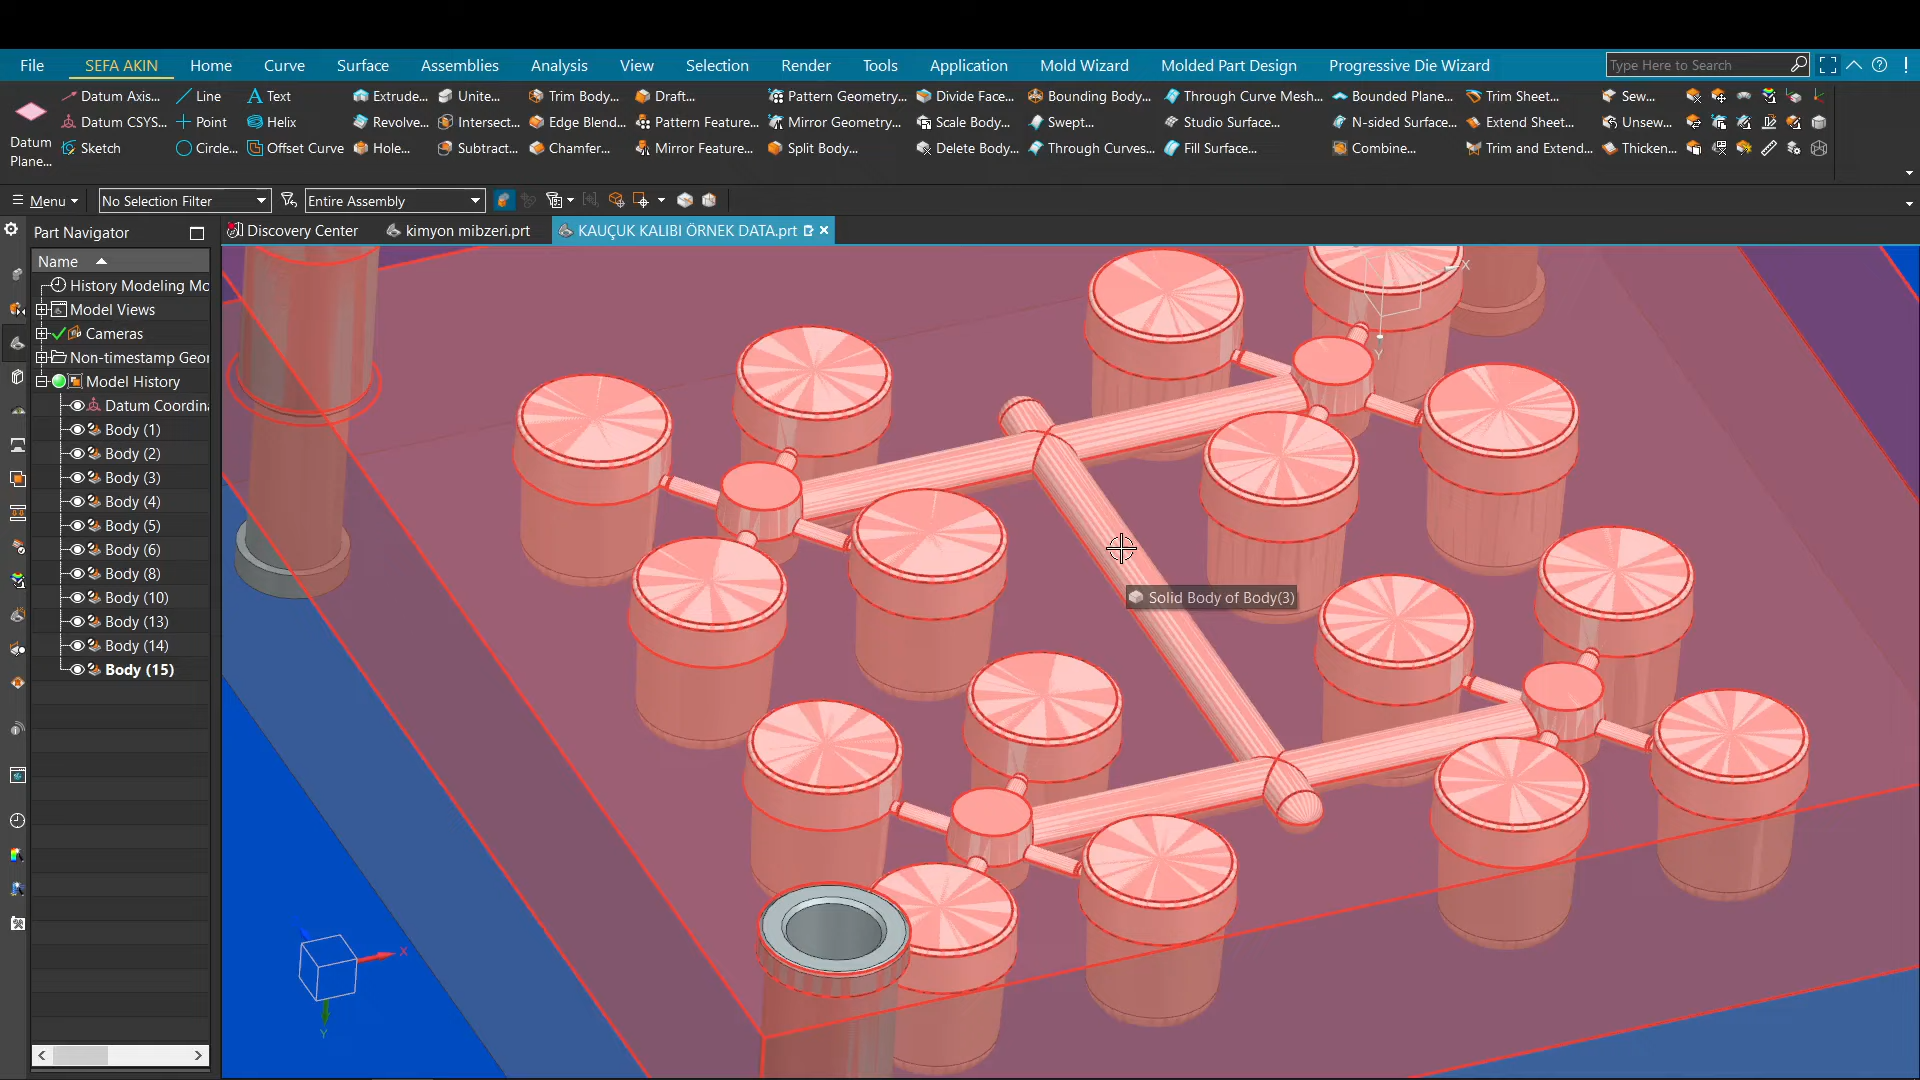 File SEFA AKIN Home Curve Surface Assemblies Analysis View Selection Render Tools Application Mold Wizard Molded Part Design Progressive Die Wizard Type Here to Search
Datum Axis... Line Text Extrude... Unite... Trim Body... Draft... Pattern Geometry... Divide Face... Bounding Body... Through Curve Mesh... Bounded Plane... Trim Sheet... Sew...
Datum CSYS... Point Helix Revolve... Intersect... Edge Blend... Pattern Feature... Mirror Geometry... Scale Body... Swept... Studio Surface... N-sided Surface... Extend Sheet... Unsew...
Datum Plane... Sketch Circle... Offset Curve Hole... Subtract... Chamfer... Mirror Feature... Split Body... Delete Body... Through Curves... Fill Surface... Combine... Trim and Extend... Thicken...
Menu No Selection Filter Entire Assembly
Part Navigator Discovery Center kimyon mibzeri.prt KAUÇUK KALIBI ÖRNEK DATA.prt
Name
History Modeling Mo
Model Views
Cameras
Non-timestamp Geor
Model History
Datum Coordina
Body (1)
Body (2)
Body (3)
Body (4)
Body (5)
Body (6)
Body (8)
Body (10)
Body (13)
Body (14)
Body (15)
X
Y
Solid Body of Body(3)
X
Y